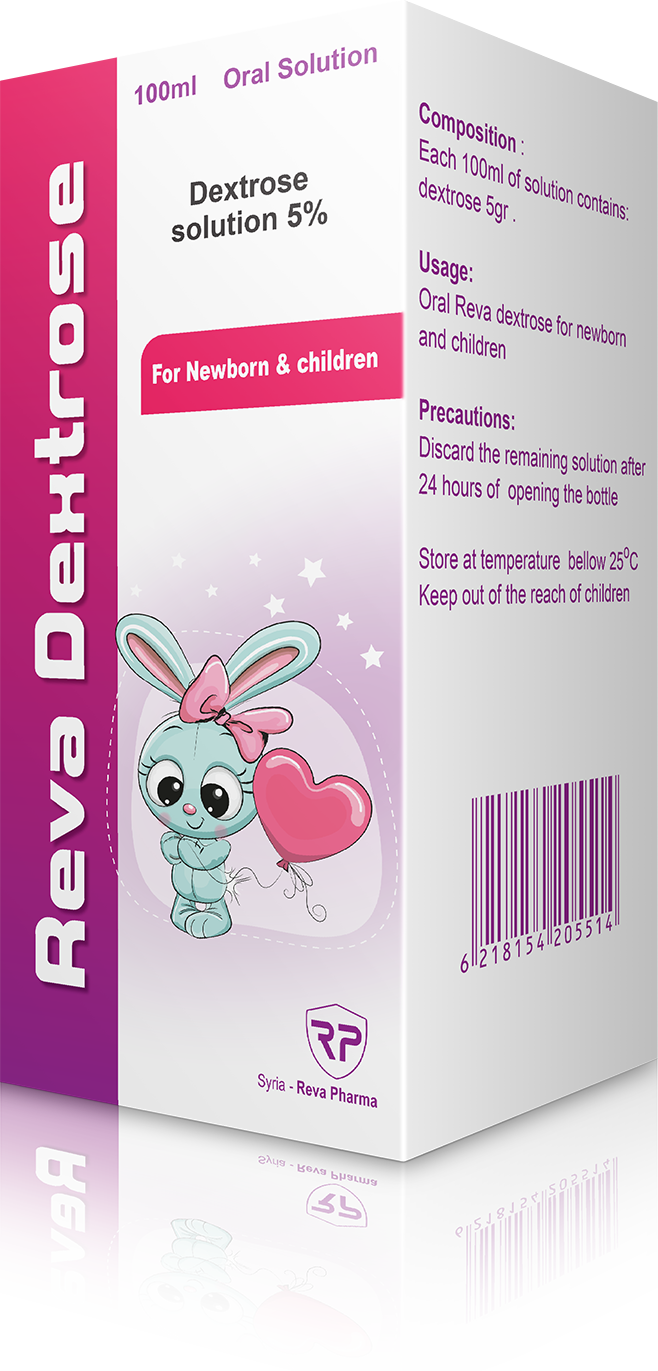 Reva Dextrose
100ml Oral Solution
Dextrose
solution 5%
For Newborn & children
RP
Syria - Reva Pharma
Composition :
Each 100ml of solution contains:
dextrose 5gr .
Usage:
Oral Reva dextrose for newborn
and children
Precautions:
Discard the remaining solution after
24 hours of opening the bottle
Store at temperature bellow 25°C
Keep out of the reach of children
6 218154 205514